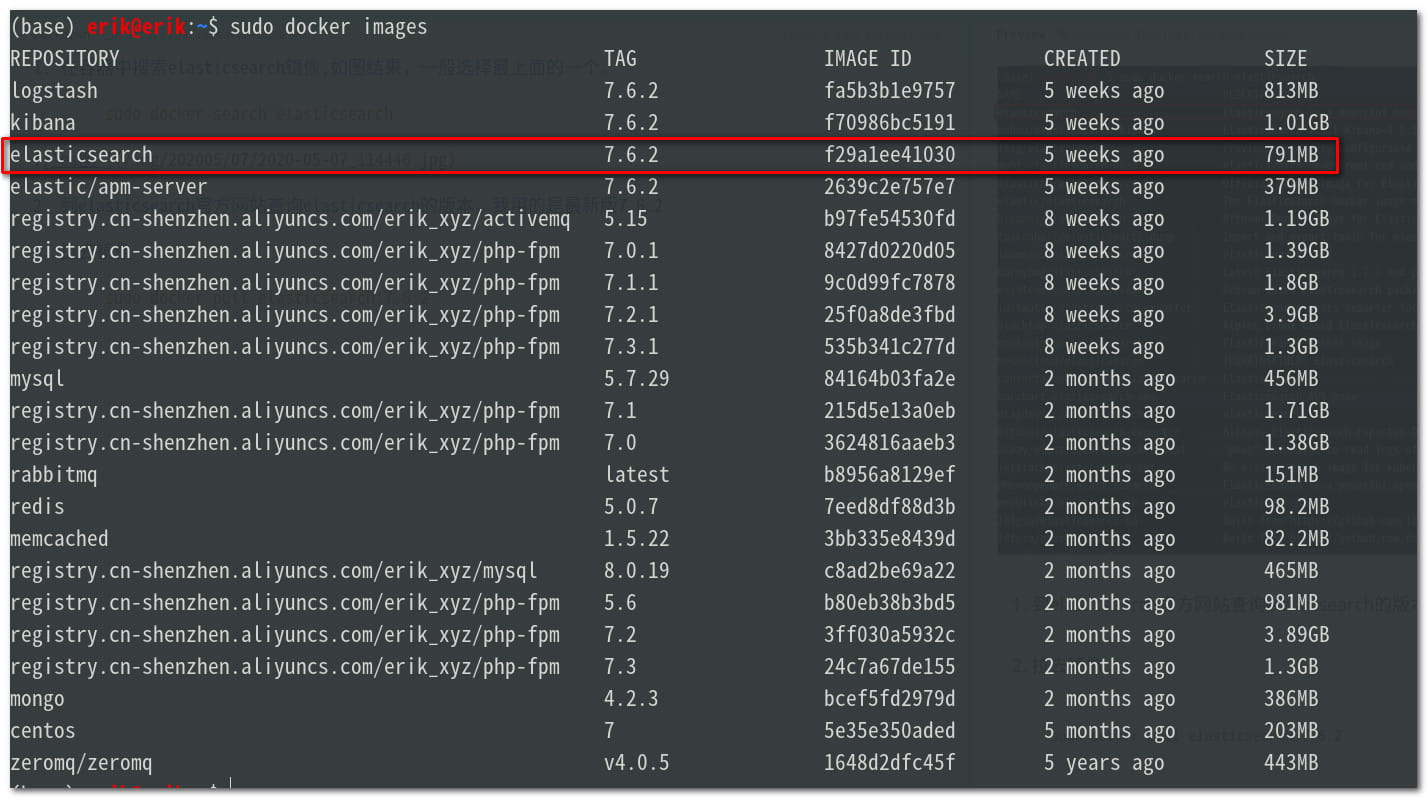 (base) erik@erik:~$ sudo docker images
REPOSITORY TAG IMAGE ID CREATED SIZE
logstash 7.6.2 fa5b3b1e9757 5 weeks ago 813MB
kibana 7.6.2 f70986bc5191 5 weeks ago 1.01GB
elasticsearch 7.6.2 f29a1ee41030 5 weeks ago 791MB
elastic/apm-server 7.6.2 2639c2e757e7 5 weeks ago 379MB
registry.cn-shenzhen.aliyuncs.com/erik_xyz/activemq 5.15 b97fe54530fd 8 weeks ago 1.19GB
registry.cn-shenzhen.aliyuncs.com/erik_xyz/php-fpm 7.0.1 8427d0220d05 8 weeks ago 1.39GB
registry.cn-shenzhen.aliyuncs.com/erik_xyz/php-fpm 7.1.1 9c0d99fc7878 8 weeks ago 1.8GB
registry.cn-shenzhen.aliyuncs.com/erik_xyz/php-fpm 7.2.1 25f0a8de3fbd 8 weeks ago 3.9GB
registry.cn-shenzhen.aliyuncs.com/erik_xyz/php-fpm 7.3.1 535b341c277d 8 weeks ago 1.3GB
mysql 5.7.29 84164b03fa2e 2 months ago 456MB
registry.cn-shenzhen.aliyuncs.com/erik_xyz/php-fpm 7.1 215d5e13a0eb 2 months ago 1.71GB
registry.cn-shenzhen.aliyuncs.com/erik_xyz/php-fpm 7.0 3624816aaeb3 2 months ago 1.38GB
rabbitmq latest b8956a8129ef 2 months ago 151MB
redis 5.0.7 7eed8df88d3b 2 months ago 98.2MB
memcached 1.5.22 3bb335e8439d 2 months ago 82.2MB
registry.cn-shenzhen.aliyuncs.com/erik_xyz/mysql 8.0.19 c8ad2be69a22 2 months ago 465MB
registry.cn-shenzhen.aliyuncs.com/erik_xyz/php-fpm 5.6 b80eb38b3bd5 2 months ago 981MB
registry.cn-shenzhen.aliyuncs.com/erik_xyz/php-fpm 7.2 3ff030a5932c 2 months ago 3.89GB
registry.cn-shenzhen.aliyuncs.com/erik_xyz/php-fpm 7.3 24c7a67de155 2 months ago 1.3GB
mongo 4.2.3 bcef5fd2979d 2 months ago 386MB
centos 7 5e35e350aded 5 months ago 203MB
zeromq/zeromq v4.0.5 1648d2dfc45f 5 years ago 443MB